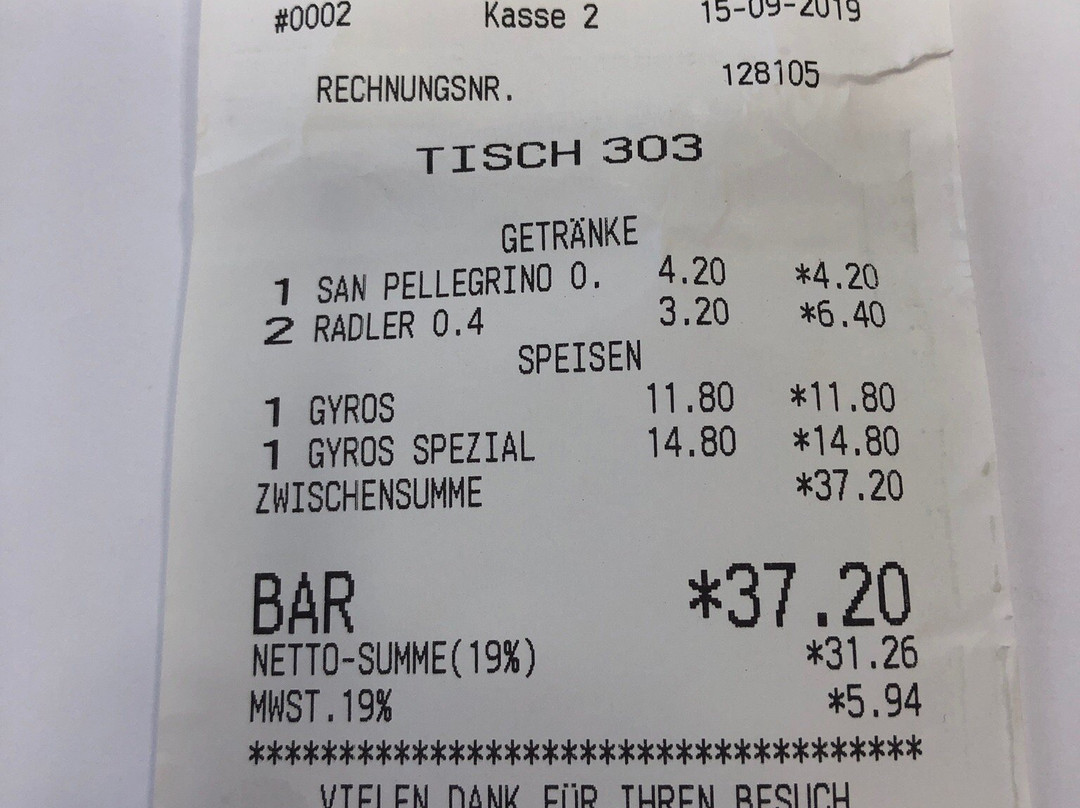 #0002 Kasse 2 15-09-2019
RECHNUNGSNR. 128105
TISCH 303
GETRÄNKE
1 SAN PELLEGRINO 0. 4.20 *4.20
2 RADLER 0.4 3.20 *6.40
SPEISEN
1 GYROS 11.80 *11.80
1 GYROS SPEZIAL 14.80 *14.80
ZWISCHENSUMME *37.20
BAR *37.20
NETTO-SUMME(19%) *31.26
MWST.19% *5.94
**************************************
VIELEN DANK FÜR IHREN BESUCH